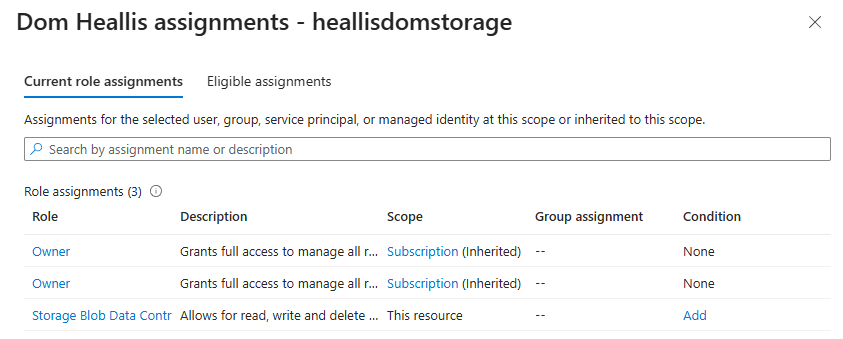 Dom Heallis assignments - heallisdomstorage
Current role assignments Eligible assignments
Assignments for the selected user, group, service principal, or managed identity at this scope or inherited to this scope.
Search by assignment name or description
Role assignments (3)
Role Description Scope Group assignment Condition
Owner Grants full access to manage all r... Subscription (Inherited) -- None
Owner Grants full access to manage all r... Subscription (Inherited) -- None
Storage Blob Data Contr Allows for read, write and delete ... This resource -- Add